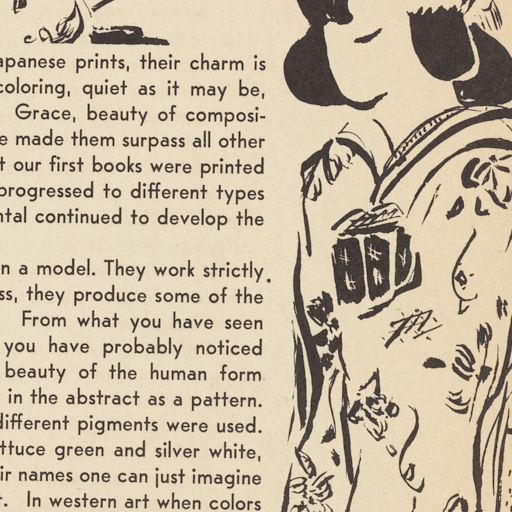 apanese prints, their charm is
coloring, quiet as it may be,
Grace, beauty of composi-
e made them surpass all other
t our first books were printed
progressed to different types
ntal continued to develop the
n a model. They work strictly.
ss, they produce some of the
From what you have seen
you have probably noticed
beauty of the human form
in the abstract as a pattern.
different pigments were used.
ttuce green and silver white,
ir names one can just imagine
t. In western art when colors